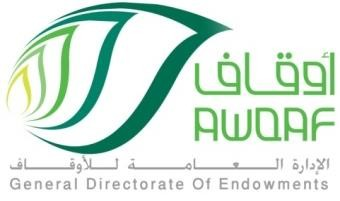 أوقاف
AWQAF
الإدارة العامة للأوقاف
General Directorate Of Endowments